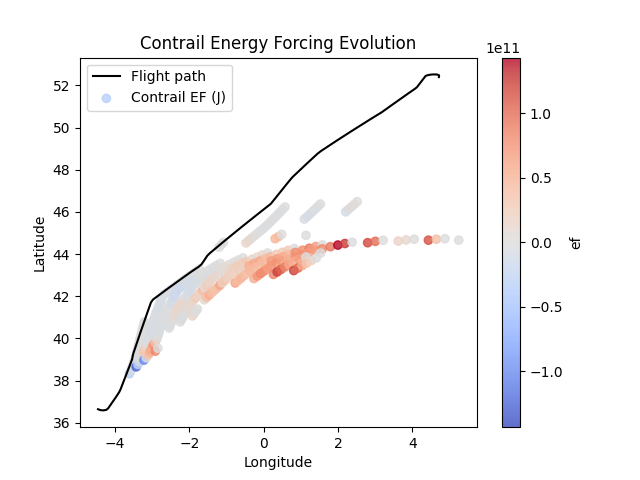 Contrail Energy Forcing Evolution
1e11
Flight path
Contrail EF (J)
52
50
48
46
44
42
40
38
36
Latitude
−4
−2
0
2
4
Longitude
1.0
0.5
0.0
−0.5
−1.0
ef